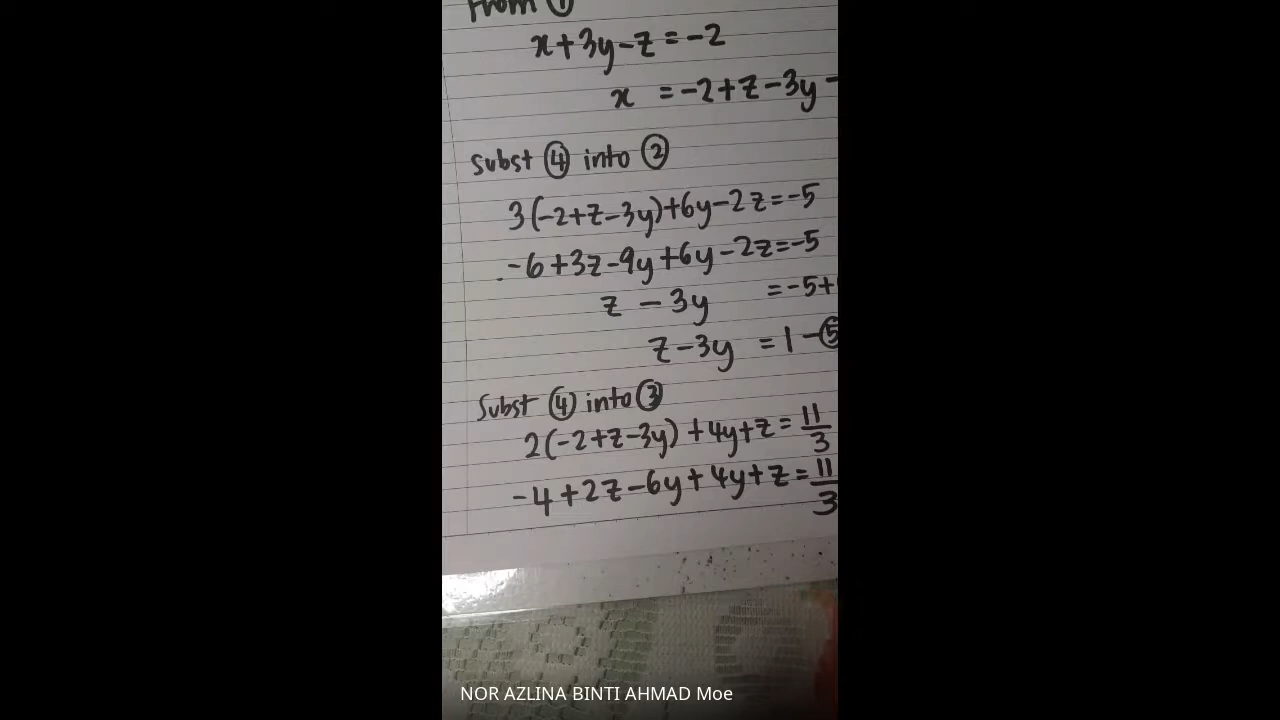 From ①
x+3y-z=-2
x = -2+z-3y -
Subst ④ into ②
3(-2+z-3y)+6y-2z=-5
-6+3z-9y+6y-2z=-5
z - 3y = -5+
z-3y = 1 -⑤
Subst ④ into ③
2(-2+z-3y)+4y+z=11/3
-4+2z-6y+4y+z=11/3
NOR AZLINA BINTI AHMAD Moe